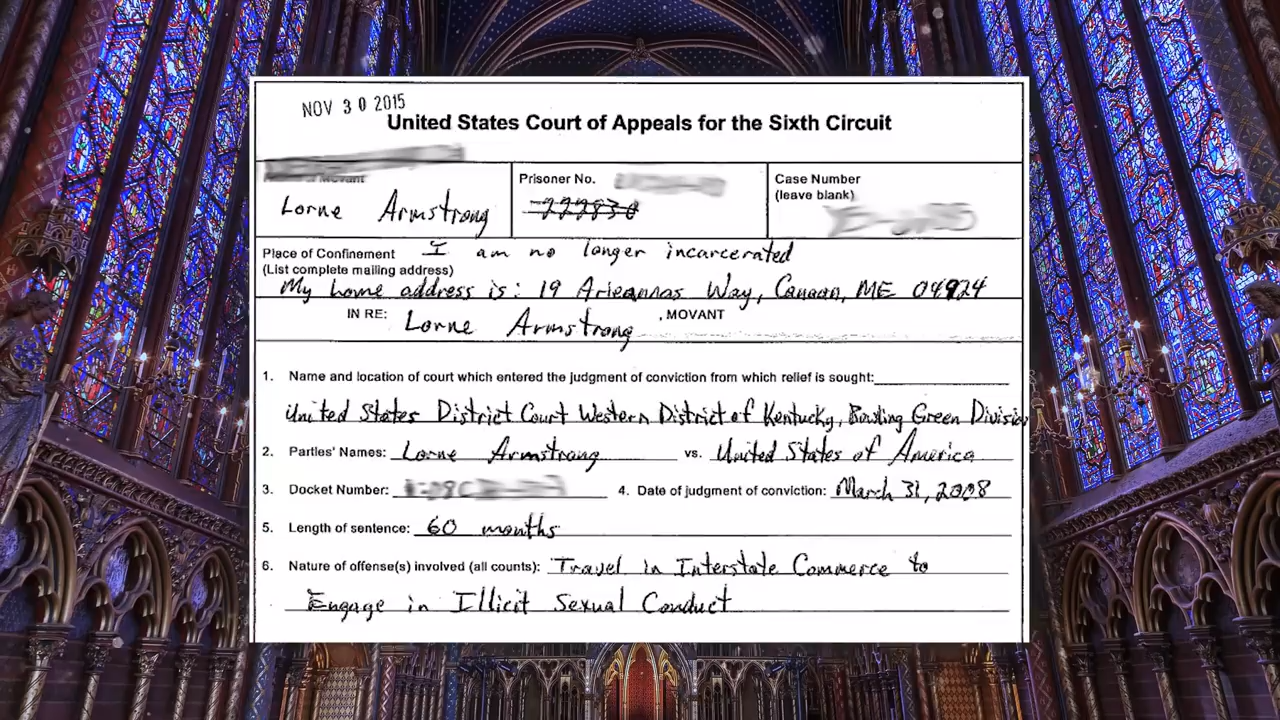 NOV 30 2015
United States Court of Appeals for the Sixth Circuit
Movant
Prisoner No.
Case Number
(leave blank)
Lorne Armstrong
Place of Confinement I am no longer incarcerated
(List complete mailing address)
My home address is: 19 Arieannas Way, Canaan, ME 04924
IN RE: Lorne Armstrong , MOVANT
1. Name and location of court which entered the judgment of conviction from which relief is sought:
United States District Court Western District of Kentucky, Bowling Green Division
2. Parties' Names: Lorne Armstrong vs. United States of America
3. Docket Number: 4. Date of judgment of conviction: March 31, 2008
5. Length of sentence: 60 months
6. Nature of offense(s) involved (all counts): Travel in Interstate Commerce to
Engage in Illicit Sexual Conduct